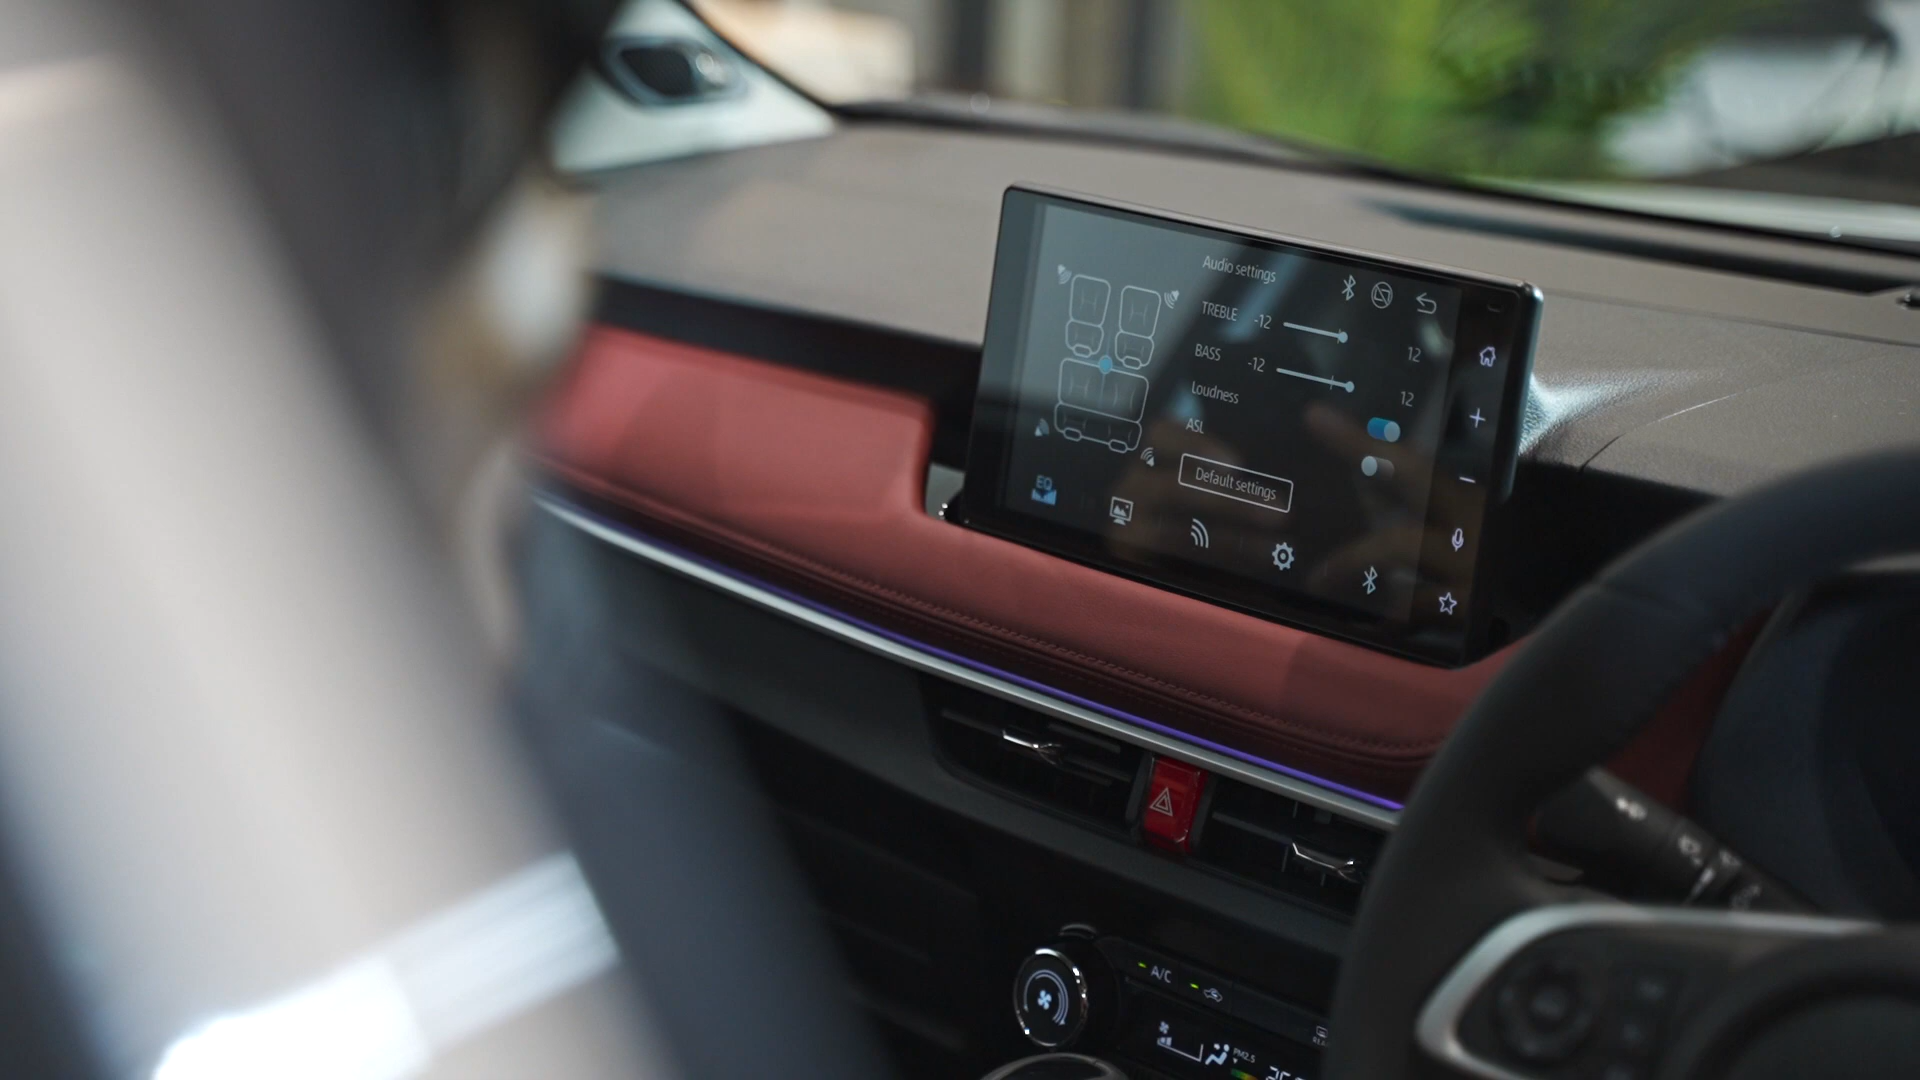 Audio settings
TREBLE -12 12
BASS -12 12
Loudness
ASL
Default settings
EQ
A/C
PM2.5